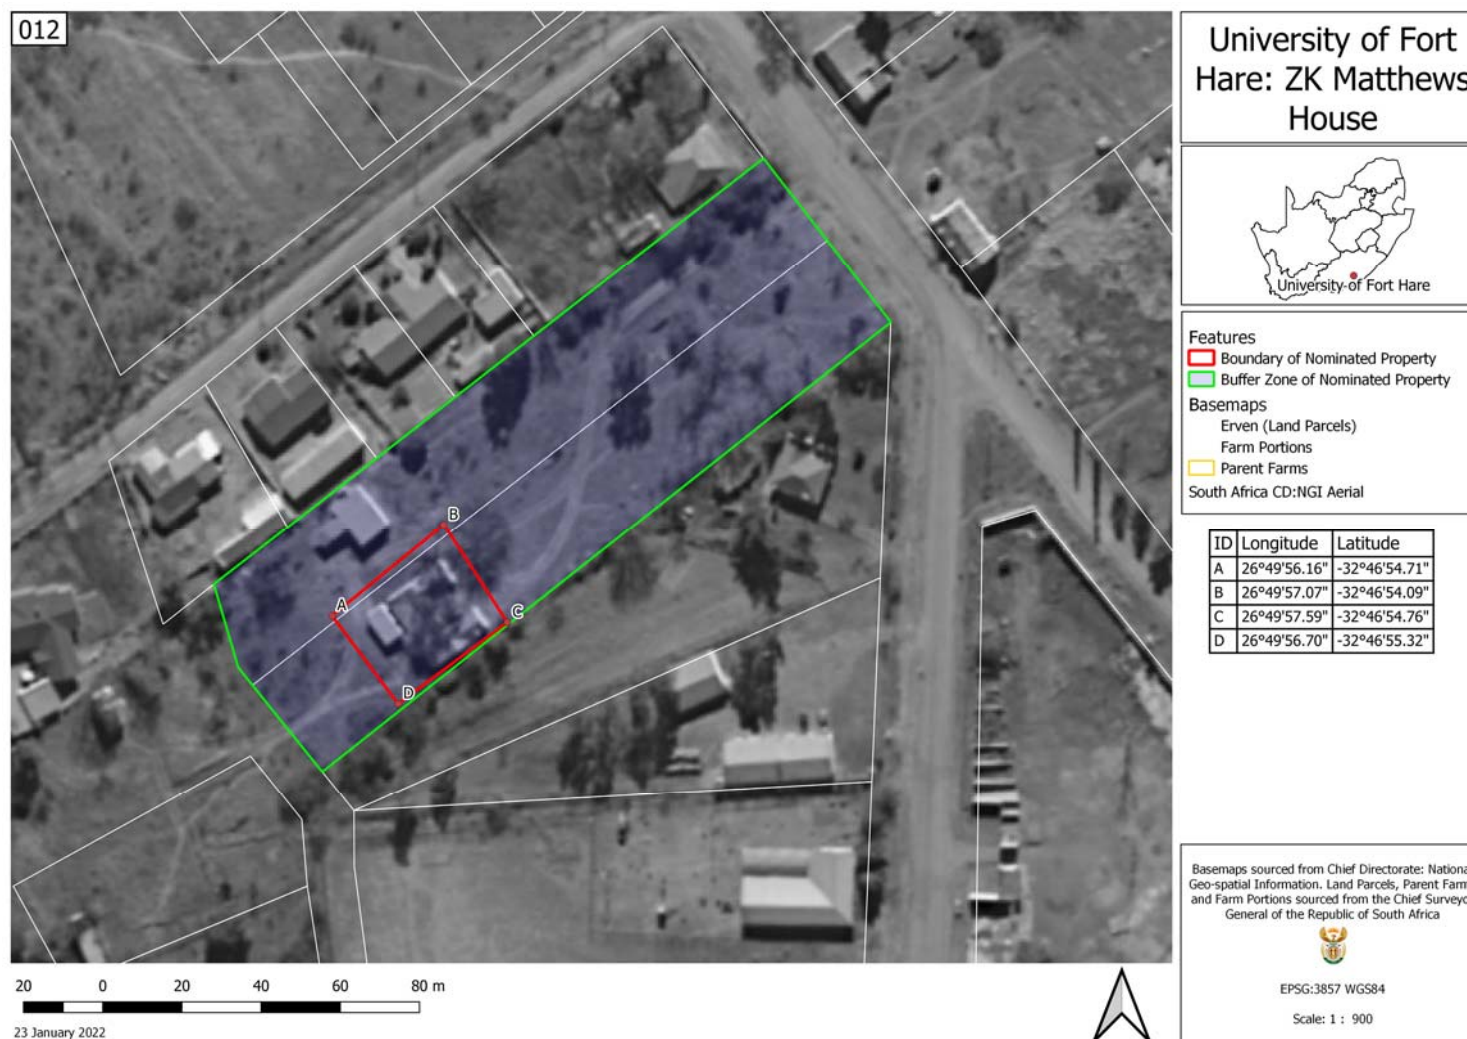 012
B
A
C
D
20 0 20 40 60 80 m
23 January 2022
University of Fort
Hare: ZK Matthews
House
University of Fort Hare
Features
Boundary of Nominated Property
Buffer Zone of Nominated Property
Basemaps
Erven (Land Parcels)
Farm Portions
Parent Farms
South Africa CD:NGI Aerial
ID Longitude Latitude
A 26°49'56.16" -32°46'54.71"
B 26°49'57.07" -32°46'54.09"
C 26°49'57.59" -32°46'54.76"
D 26°49'56.70" -32°46'55.32"
Basemaps sourced from Chief Directorate: Nationa
Geo-spatial Information. Land Parcels, Parent Farm
and Farm Portions sourced from the Chief Surveyo
General of the Republic of South Africa
EPSG:3857 WGS84
Scale: 1 : 900